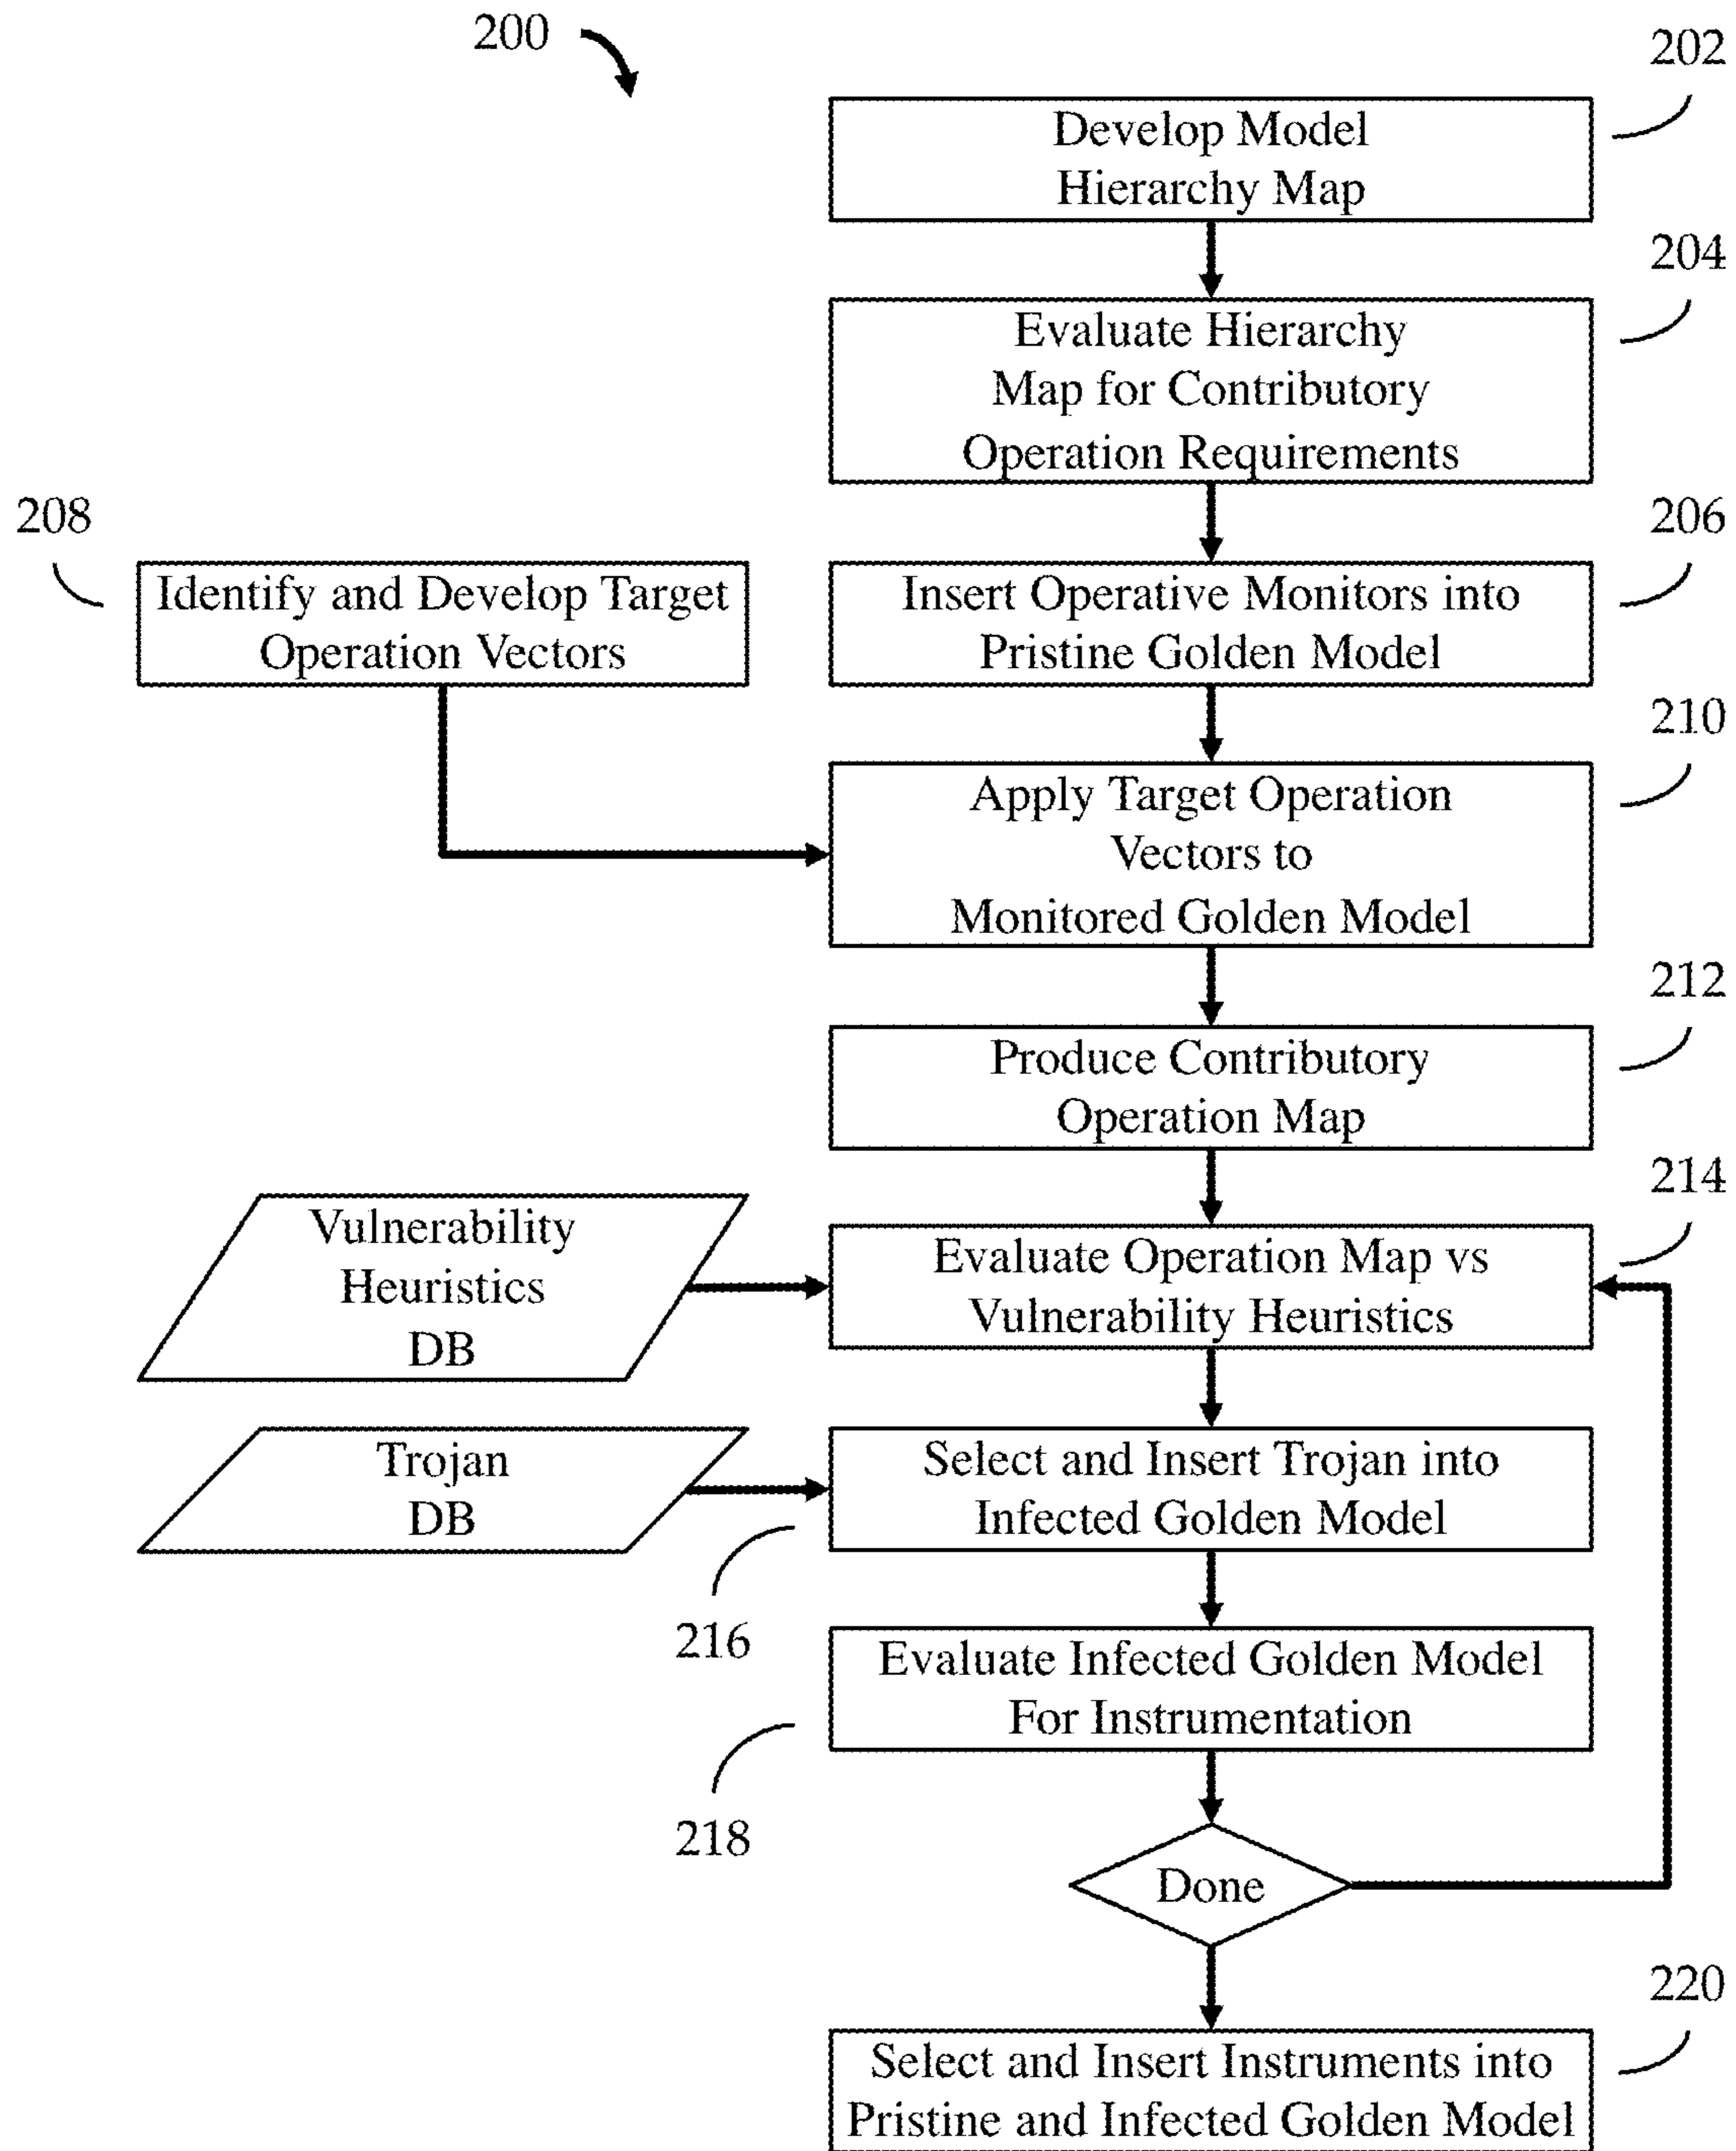 200
202
Develop Model
Hierarchy Map
204
Evaluate Hierarchy
Map for Contributory
Operation Requirements
208
206
Identify and Develop Target
Operation Vectors
Insert Operative Monitors into
Pristine Golden Model
210
Apply Target Operation
Vectors to
Monitored Golden Model
212
Produce Contributory
Operation Map
214
Vulnerability
Heuristics
DB
Evaluate Operation Map vs
Vulnerability Heuristics
Trojan
DB
Select and Insert Trojan into
Infected Golden Model
216
Evaluate Infected Golden Model
For Instrumentation
218
Done
220
Select and Insert Instruments into
Pristine and Infected Golden Model